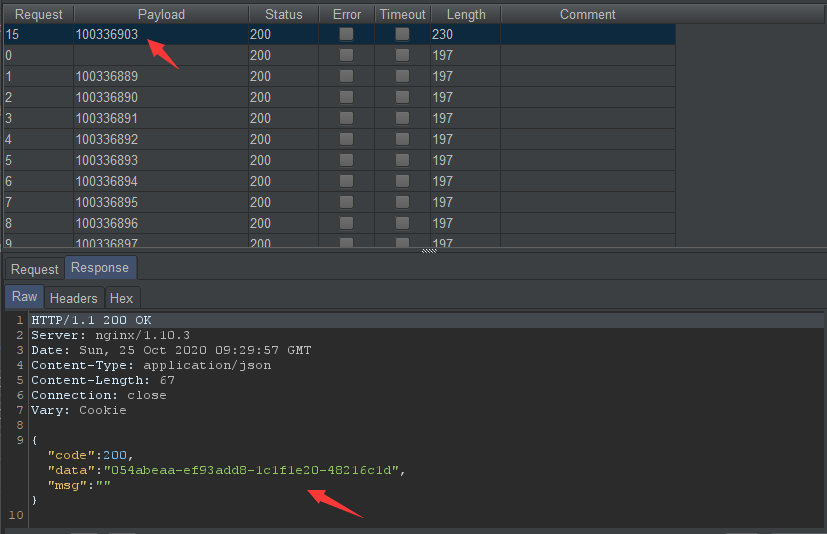 Request Payload Status Error Timeout Length Comment
15 100336903 200 230
0 200 197
1 100336889 200 197
2 100336890 200 197
3 100336891 200 197
4 100336892 200 197
5 100336893 200 197
6 100336894 200 197
7 100336895 200 197
8 100336896 200 197
9 100336897 200 197
Request Response
Raw Headers Hex
1 HTTP/1.1 200 OK
2 Server: nginx/1.10.3
3 Date: Sun, 25 Oct 2020 09:29:57 GMT
4 Content-Type: application/json
5 Content-Length: 67
6 Connection: close
7 Vary: Cookie
8
9 {
"code":200,
"data":"054abeaa-ef93add8-1c1f1e20-48216c1d",
"msg":""
}
10